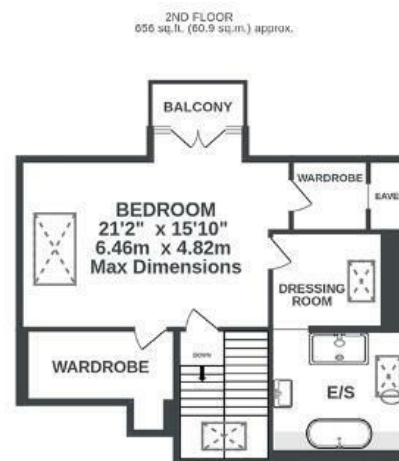 2ND FLOOR
656 sq.ft. (60.9 sq.m.) approx.
BALCONY
WARDROBE
EAVE
BEDROOM
21'2" x 15'10"
6.46m x 4.82m
Max Dimensions
DRESSING
ROOM
DOWN
WARDROBE
E/S